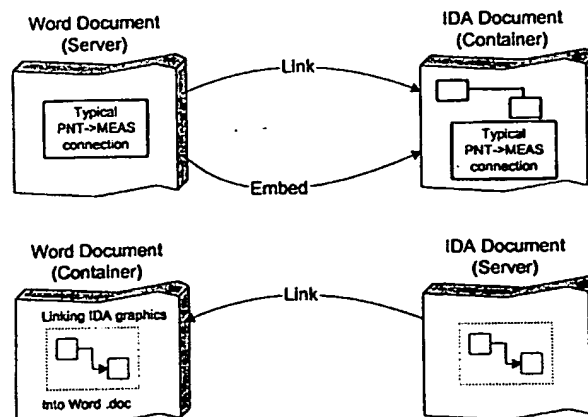 Word Document
(Server)
IDA Document
(Container)
Link
Typical
PNT->MEAS
connection
Typical
PNT->MEAS
connection
Embed
Word Document
(Container)
IDA Document
(Server)
Link
Linking IDA graphics
Into Word .doc